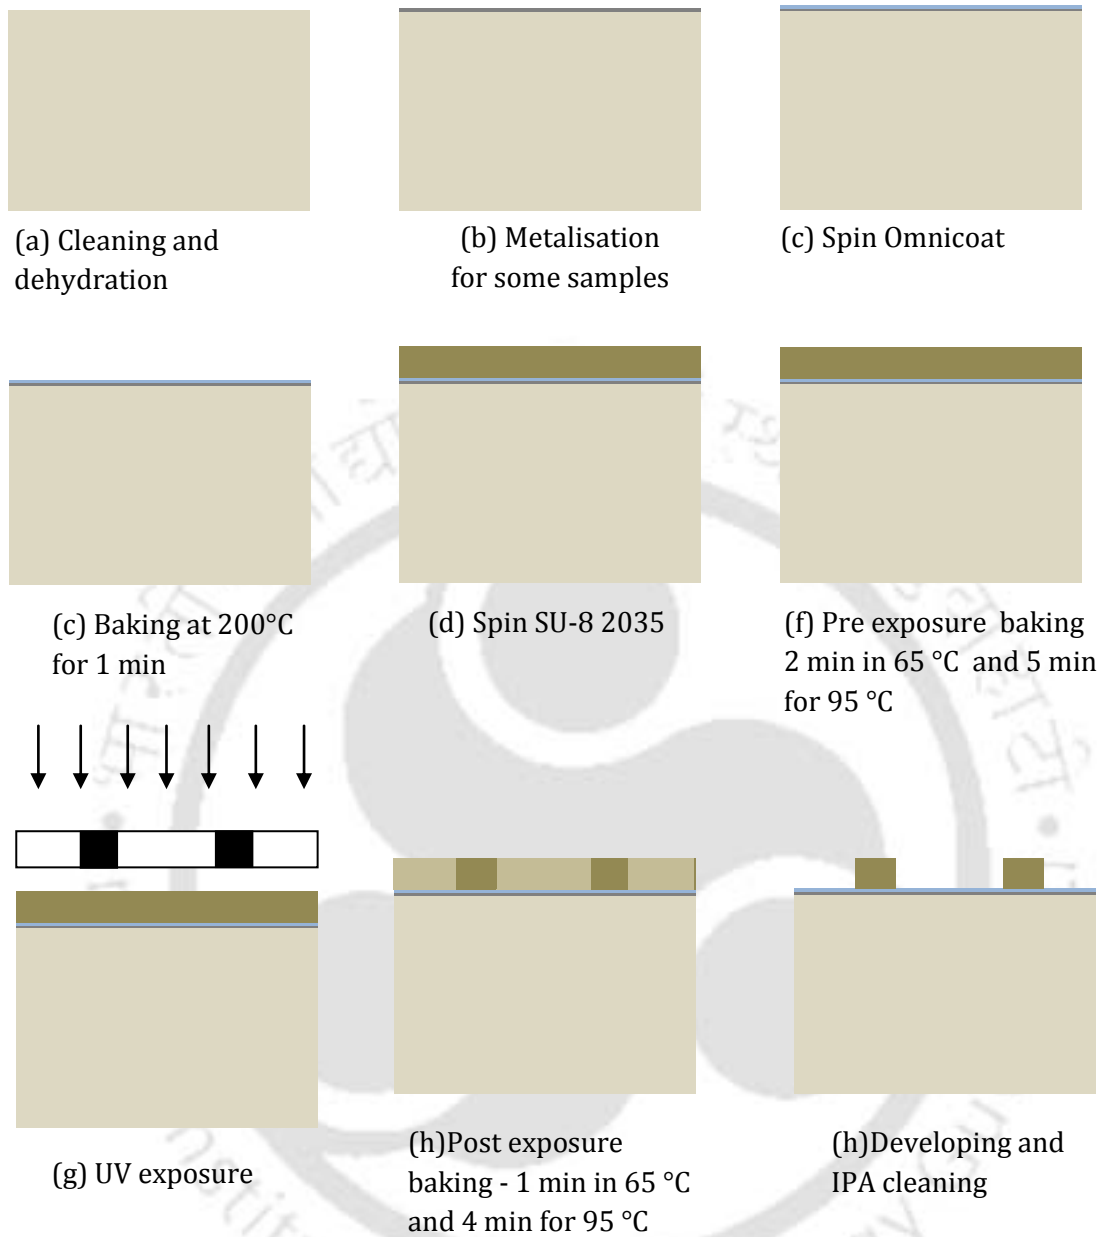 (a) Cleaning and
dehydration
(b) Metalisation
for some samples
(c) Spin Omnicoat
(c) Baking at 200°C
for 1 min
(d) Spin SU-8 2035
(f) Pre exposure  baking
2 min in 65 °C  and 5 min
for 95 °C
(g) UV exposure
(h)Post exposure
baking - 1 min in 65 °C
and 4 min for 95 °C
(h)Developing and
IPA cleaning